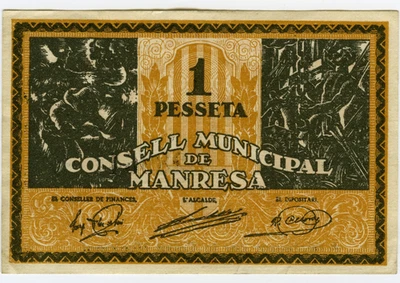 1
PESSETA
CONSELL MUNICIPAL
DE
MANRESA
EL CONSELLER DE FINANCES, L'ALCALDE, EL DIPOSITARI,